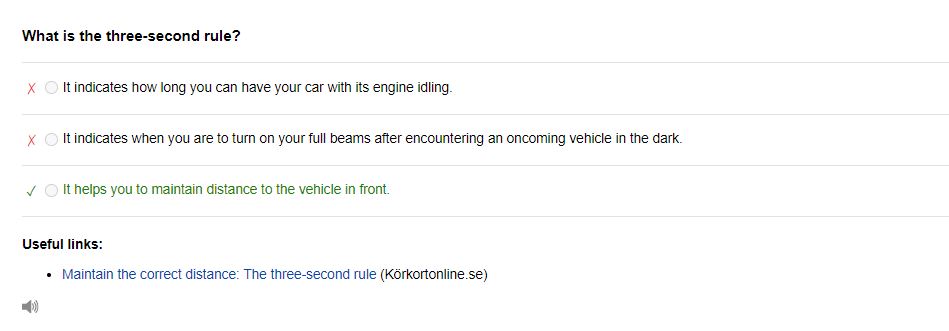 What is the three-second rule?
It indicates how long you can have your car with its engine idling.
It indicates when you are to turn on your full beams after encountering an oncoming vehicle in the dark.
It helps you to maintain distance to the vehicle in front.
Useful links:
Maintain the correct distance: The three-second rule (Körkortonline.se)